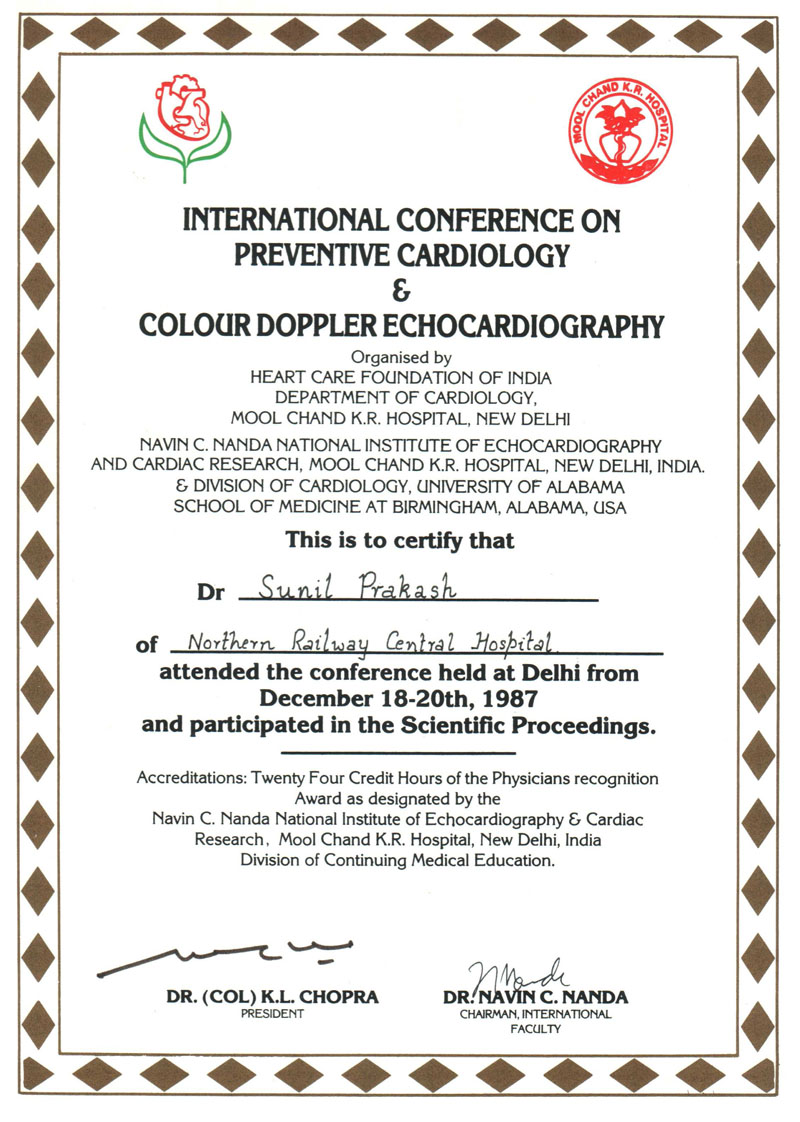 MOOL CHAND K.R. HOSPITAL
INTERNATIONAL CONFERENCE ON
PREVENTIVE CARDIOLOGY
&
COLOUR DOPPLER ECHOCARDIOGRAPHY
Organised by
HEART CARE FOUNDATION OF INDIA
DEPARTMENT OF CARDIOLOGY,
MOOL CHAND K.R. HOSPITAL, NEW DELHI
NAVIN C. NANDA NATIONAL INSTITUTE OF ECHOCARDIOGRAPHY
AND CARDIAC RESEARCH, MOOL CHAND K.R. HOSPITAL, NEW DELHI, INDIA.
& DIVISION OF CARDIOLOGY, UNIVERSITY OF ALABAMA
SCHOOL OF MEDICINE AT BIRMINGHAM, ALABAMA, USA
This is to certify that
Dr Sunil Prakash
of Northern Railway Central Hospital
attended the conference held at Delhi from
December 18-20th, 1987
and participated in the Scientific Proceedings.
Accreditations: Twenty Four Credit Hours of the Physicians recognition
Award as designated by the
Navin C. Nanda National Institute of Echocardiography & Cardiac
Research, Mool Chand K.R. Hospital, New Delhi, India
Division of Continuing Medical Education.
DR. (COL) K.L. CHOPRA
PRESIDENT
NNanda
DR. NAVIN C. NANDA
CHAIRMAN, INTERNATIONAL
FACULTY